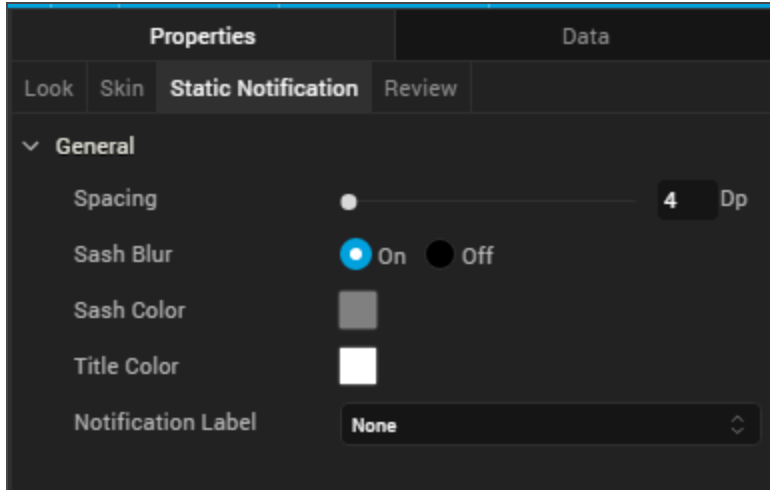 Properties Data
Look Skin Static Notification Review
General
Spacing 4 Dp
Sash Blur On Off
Sash Color
Title Color
Notification Label None